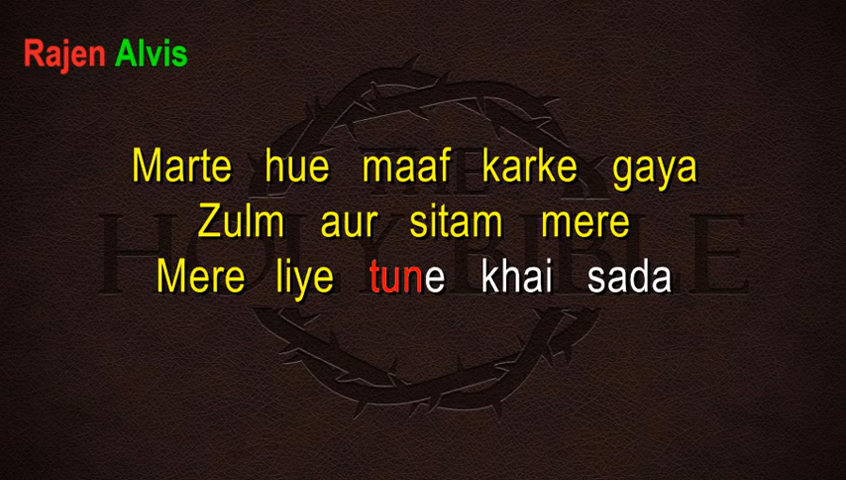 Rajen Alvis
THE
HOLY BIBLE
Marte hue maaf karke gaya
Zulm aur sitam mere
Mere liye tune khai sada